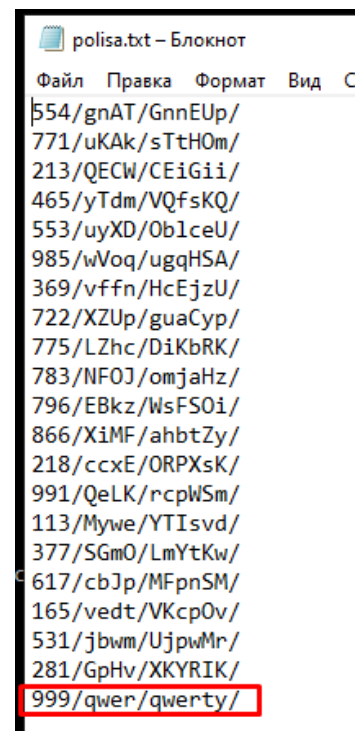 polisa.txt – Блокнот
Файл Правка Формат Вид
554/gnAT/GnnEUp/
771/uKAk/sTtHOm/
213/QECW/CEiGii/
465/yTdm/VQfsKQ/
553/uyXD/OblceU/
985/wVoq/ugqHSA/
369/vffn/HcEjzU/
722/XZUp/guaCyp/
775/LZhc/DiKbRK/
783/NFOJ/omjaHz/
796/EBkz/WsFSOi/
866/XiMF/ahbtZy/
218/ccxE/ORPXsK/
991/QeLK/rcpWSm/
113/Mywe/YTIsvd/
377/SGmO/LmYtKw/
617/cbJp/MFpnSM/
165/vedt/VKcpOv/
531/jbwm/UjpwMr/
281/GpHv/XKYRIK/
999/qwer/qwerty/